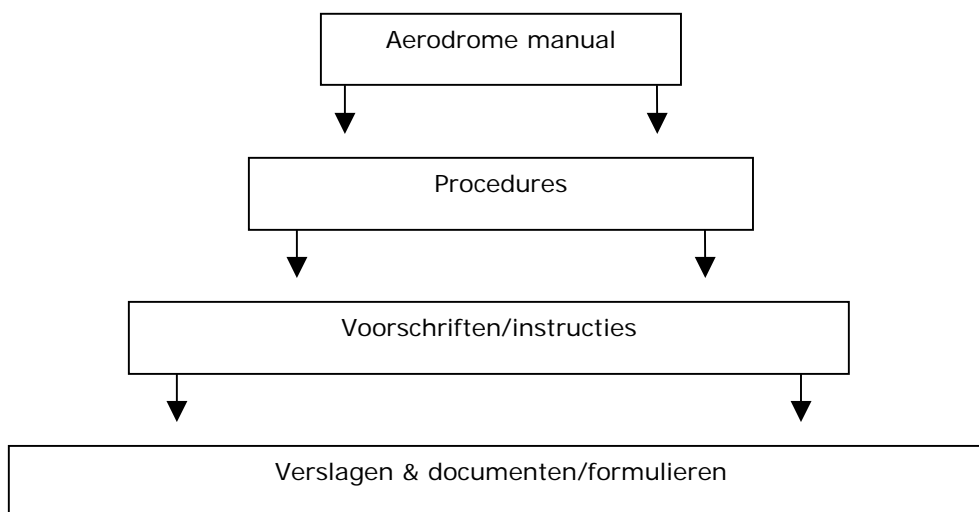 Aerodrome manual
Procedures
Voorschriften/instructies
Verslagen & documenten/formulieren